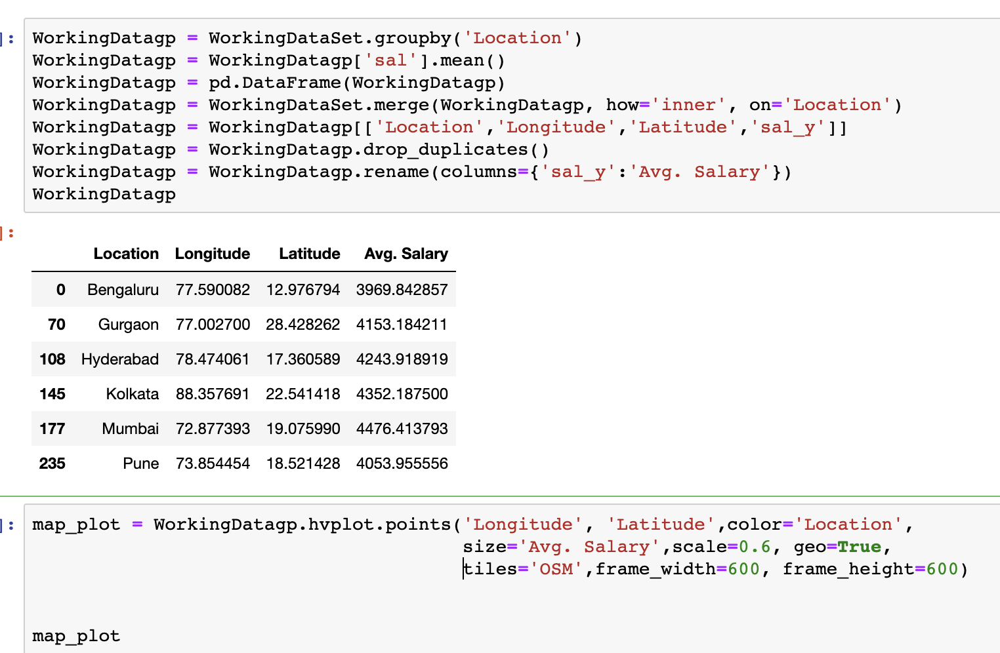 ]: WorkingDatagp = WorkingDataSet.groupby('Location')
WorkingDatagp = WorkingDatagp['sal'].mean()
WorkingDatagp = pd.DataFrame(WorkingDatagp)
WorkingDatagp = WorkingDataSet.merge(WorkingDatagp, how='inner', on='Location')
WorkingDatagp = WorkingDatagp[['Location','Longitude','Latitude','sal_y']]
WorkingDatagp = WorkingDatagp.drop_duplicates()
WorkingDatagp = WorkingDatagp.rename(columns={'sal_y':'Avg. Salary'})
WorkingDatagp
]:
Location Longitude Latitude Avg. Salary
0 Bengaluru 77.590082 12.976794 3969.842857
70 Gurgaon 77.002700 28.428262 4153.184211
108 Hyderabad 78.474061 17.360589 4243.918919
145 Kolkata 88.357691 22.541418 4352.187500
177 Mumbai 72.877393 19.075990 4476.413793
235 Pune 73.854454 18.521428 4053.955556
]: map_plot = WorkingDatagp.hvplot.points('Longitude', 'Latitude',color='Location',
size='Avg. Salary',scale=0.6, geo=True,
tiles='OSM',frame_width=600, frame_height=600)
map_plot